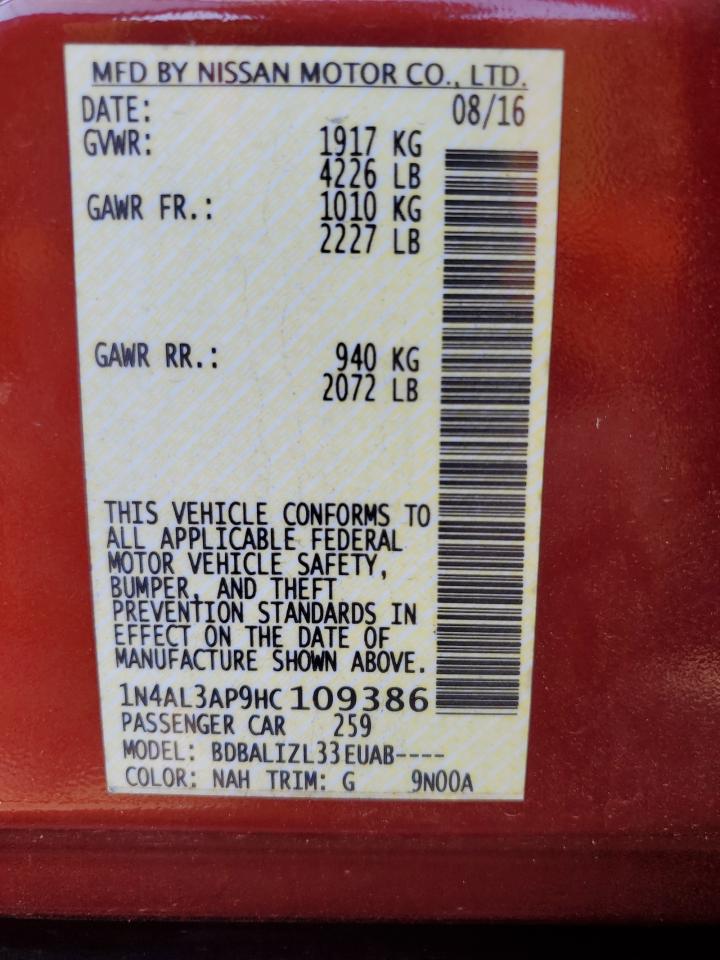 MFD BY NISSAN MOTOR CO., LTD.
DATE: 08/16
GVWR: 1917 KG
4226 LB
GAWR FR.: 1010 KG
2227 LB
GAWR RR.: 940 KG
2072 LB
THIS VEHICLE CONFORMS TO
ALL APPLICABLE FEDERAL
MOTOR VEHICLE SAFETY,
BUMPER, AND THEFT
PREVENTION STANDARDS IN
EFFECT ON THE DATE OF
MANUFACTURE SHOWN ABOVE.
1N4AL3AP9HC 109386
PASSENGER CAR 259
MODEL: BDBALIZL33EUAB----
COLOR: NAH TRIM: G 9N00A